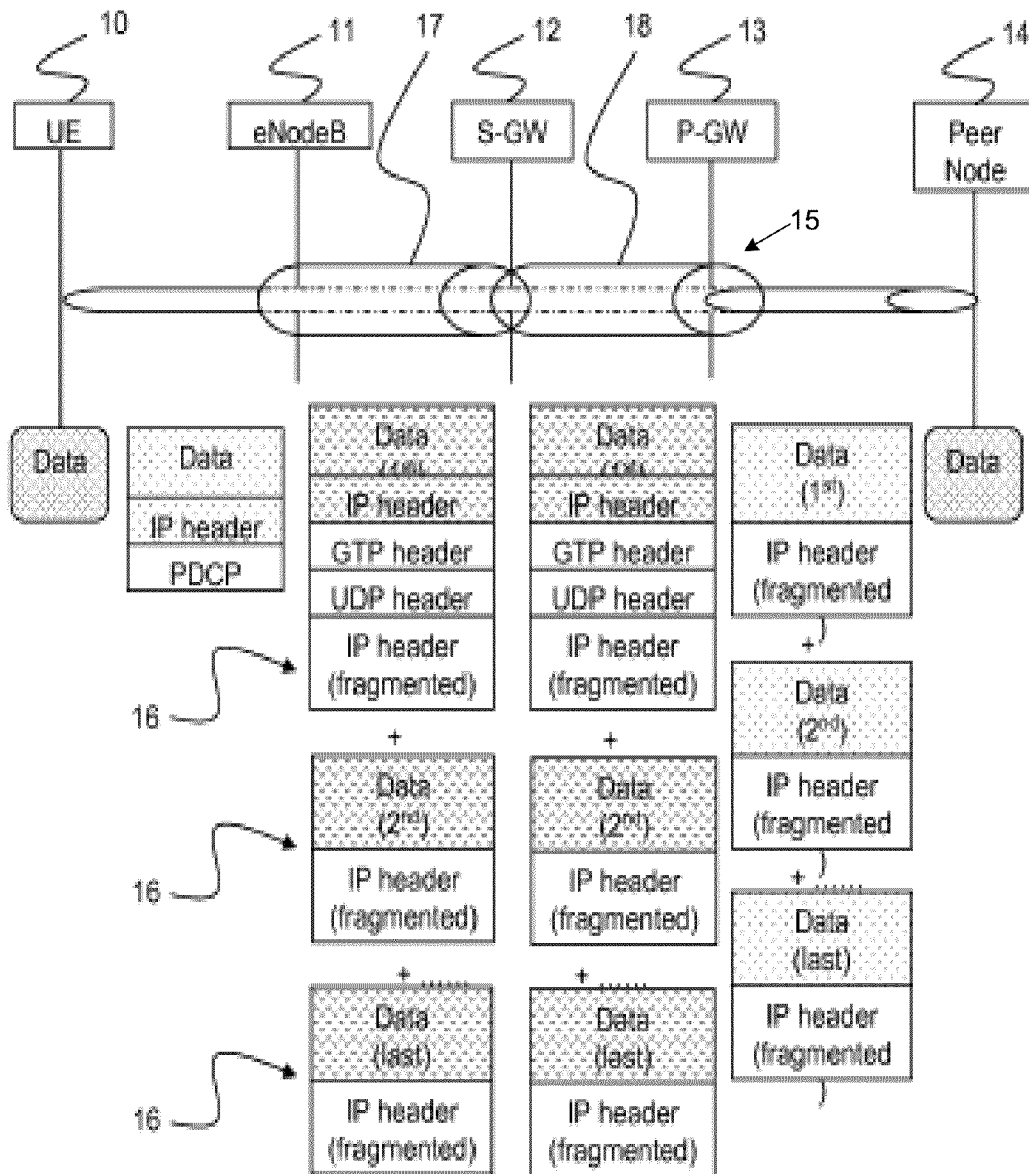 10
11
17
12
18
13
14
UE
eNodeB
S-GW
P-GW
Peer
Node
15
Data
Data
IP header
PDCP
Data
IP header
GTP header
UDP header
IP header
(fragmented)
+
Data
(2nd)
IP header
(fragmented)
+ ......
Data
(last)
IP header
(fragmented)
Data
IP header
GTP header
UDP header
IP header
(fragmented)
+
Data
(2nd)
IP header
(fragmented)
+ ......
Data
(last)
IP header
(fragmented)
Data
(1st)
IP header
(fragmented
)
+
Data
(2nd)
IP header
(fragmented
)
+ ......
Data
(last)
IP header
(fragmented
)
Data
16
16
16